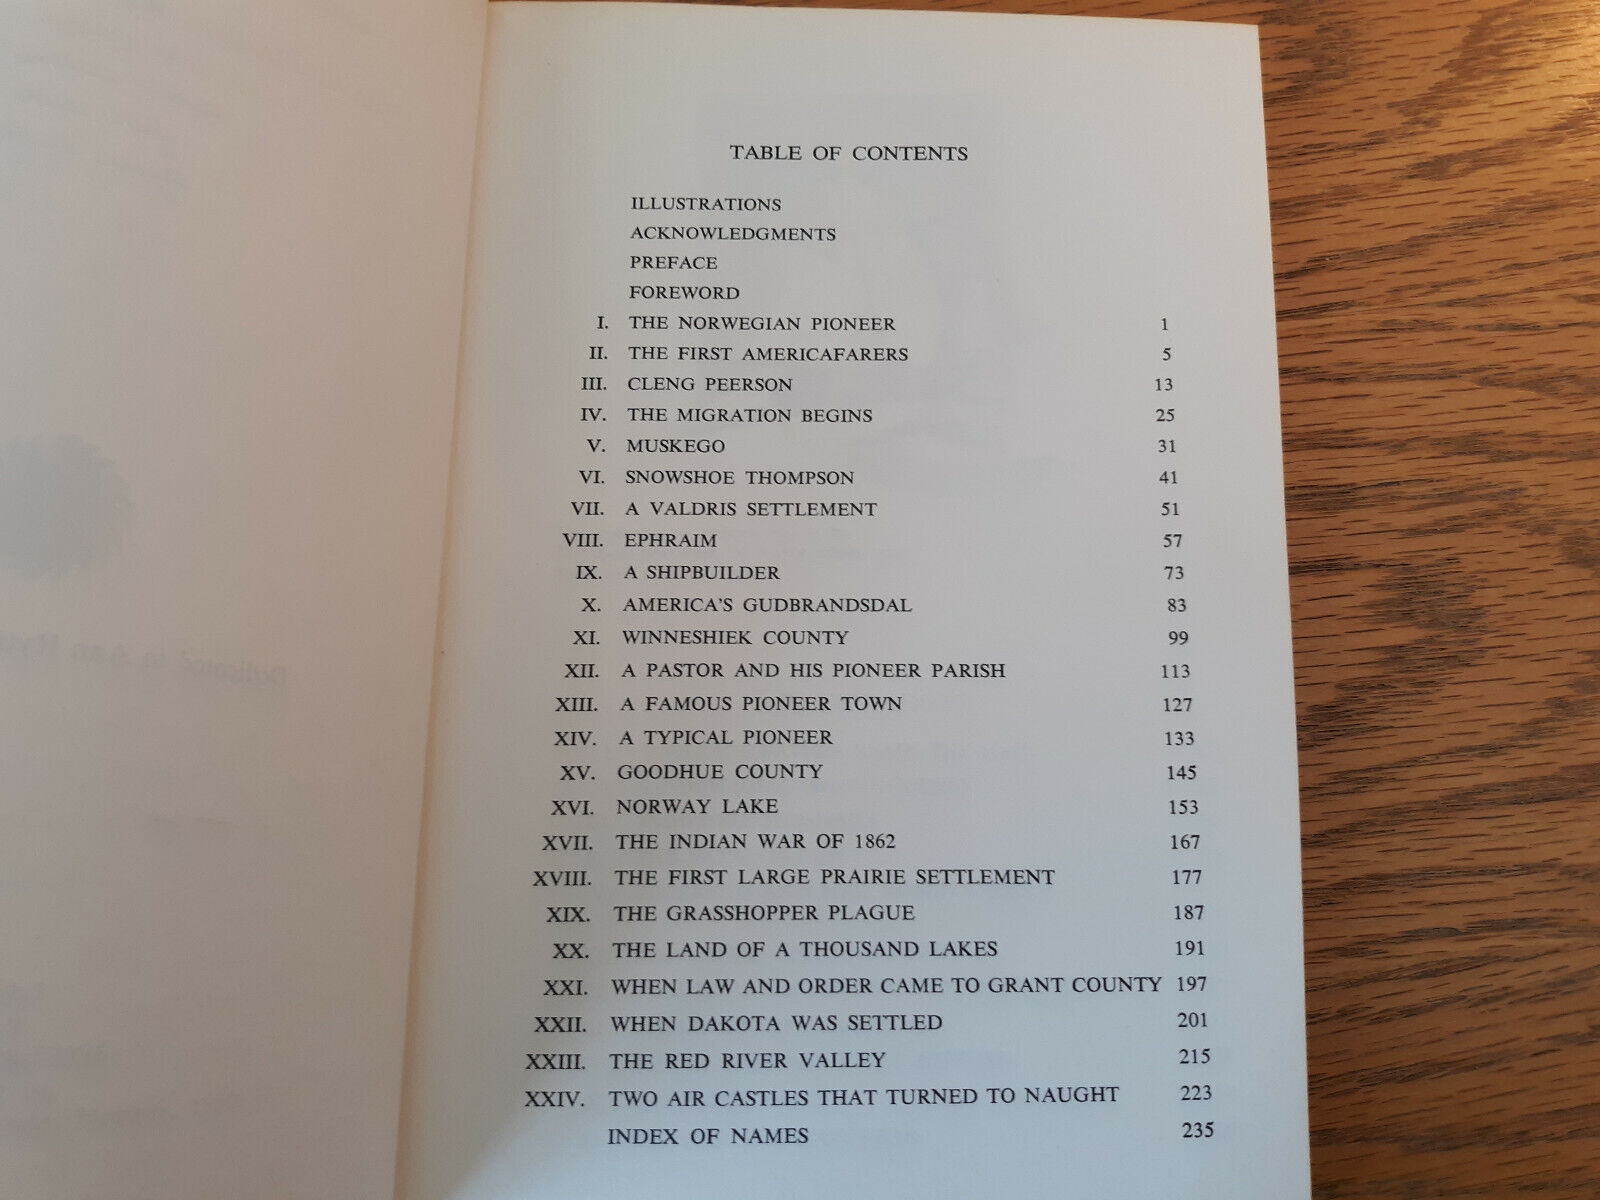 TABLE OF CONTENTS
ILLUSTRATIONS
ACKNOWLEDGMENTS
PREFACE
FOREWORD
I. THE NORWEGIAN PIONEER 1
II. THE FIRST AMERICAFARERS 5
III. CLENG PEERSON 13
IV. THE MIGRATION BEGINS 25
V. MUSKEGO 31
VI. SNOWSHOE THOMPSON 41
VII. A VALDRIS SETTLEMENT 51
VIII. EPHRAIM 57
IX. A SHIPBUILDER 73
X. AMERICA'S GUDBRANDSDAL 83
XI. WINNESHIEK COUNTY 99
XII. A PASTOR AND HIS PIONEER PARISH 113
XIII. A FAMOUS PIONEER TOWN 127
XIV. A TYPICAL PIONEER 133
XV. GOODHUE COUNTY 145
XVI. NORWAY LAKE 153
XVII. THE INDIAN WAR OF 1862 167
XVIII. THE FIRST LARGE PRAIRIE SETTLEMENT 177
XIX. THE GRASSHOPPER PLAGUE 187
XX. THE LAND OF A THOUSAND LAKES 191
XXI. WHEN LAW AND ORDER CAME TO GRANT COUNTY 197
XXII. WHEN DAKOTA WAS SETTLED 201
XXIII. THE RED RIVER VALLEY 215
XXIV. TWO AIR CASTLES THAT TURNED TO NAUGHT 223
INDEX OF NAMES 235